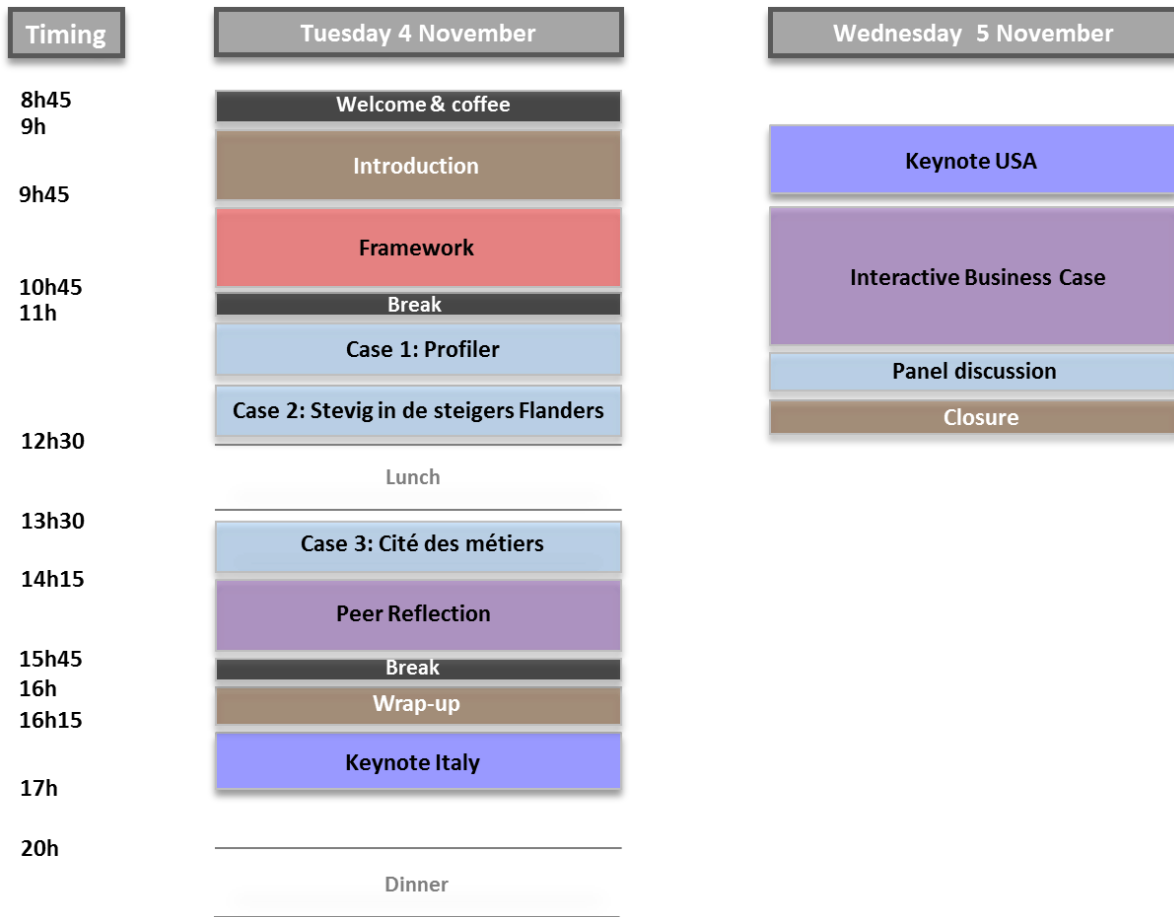 Timing
Tuesday 4 November
Wednesday 5 November
8h45
Welcome & coffee
9h
Introduction
Keynote USA
9h45
Framework
Interactive Business Case
10h45
Break
11h
Case 1: Profiler
Panel discussion
Case 2: Stevig in de steigers Flanders
Closure
12h30
Lunch
13h30
Case 3: Cité des métiers
14h15
Peer Reflection
15h45
Break
16h
Wrap-up
16h15
Keynote Italy
17h
20h
Dinner